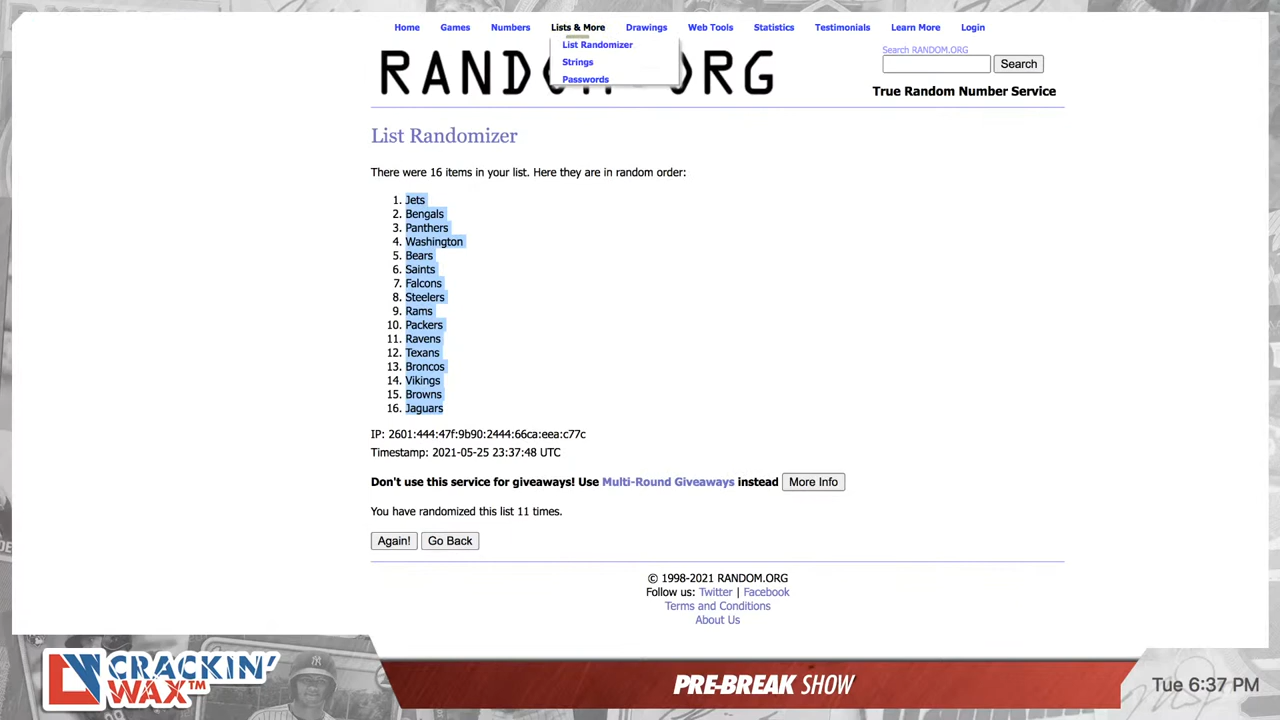 Home Games Numbers Lists & More Drawings Web Tools Statistics Testimonials Learn More Login
List Randomizer
Strings
Passwords
RANDOM.ORG
Search RANDOM.ORG
Search
True Random Number Service
List Randomizer
There were 16 items in your list. Here they are in random order:
1. Jets
2. Bengals
3. Panthers
4. Washington
5. Bears
6. Saints
7. Falcons
8. Steelers
9. Rams
10. Packers
11. Ravens
12. Texans
13. Broncos
14. Vikings
15. Browns
16. Jaguars
IP: 2601:444:47f:9b90:2444:66ca:eea:c77c
Timestamp: 2021-05-25 23:37:48 UTC
Don't use this service for giveaways! Use Multi-Round Giveaways instead More Info
You have randomized this list 11 times.
Again! Go Back
© 1998-2021 RANDOM.ORG
Follow us: Twitter | Facebook
Terms and Conditions
About Us
CRACKIN'
WAX™
PRE-BREAK SHOW
Tue 6:37 PM